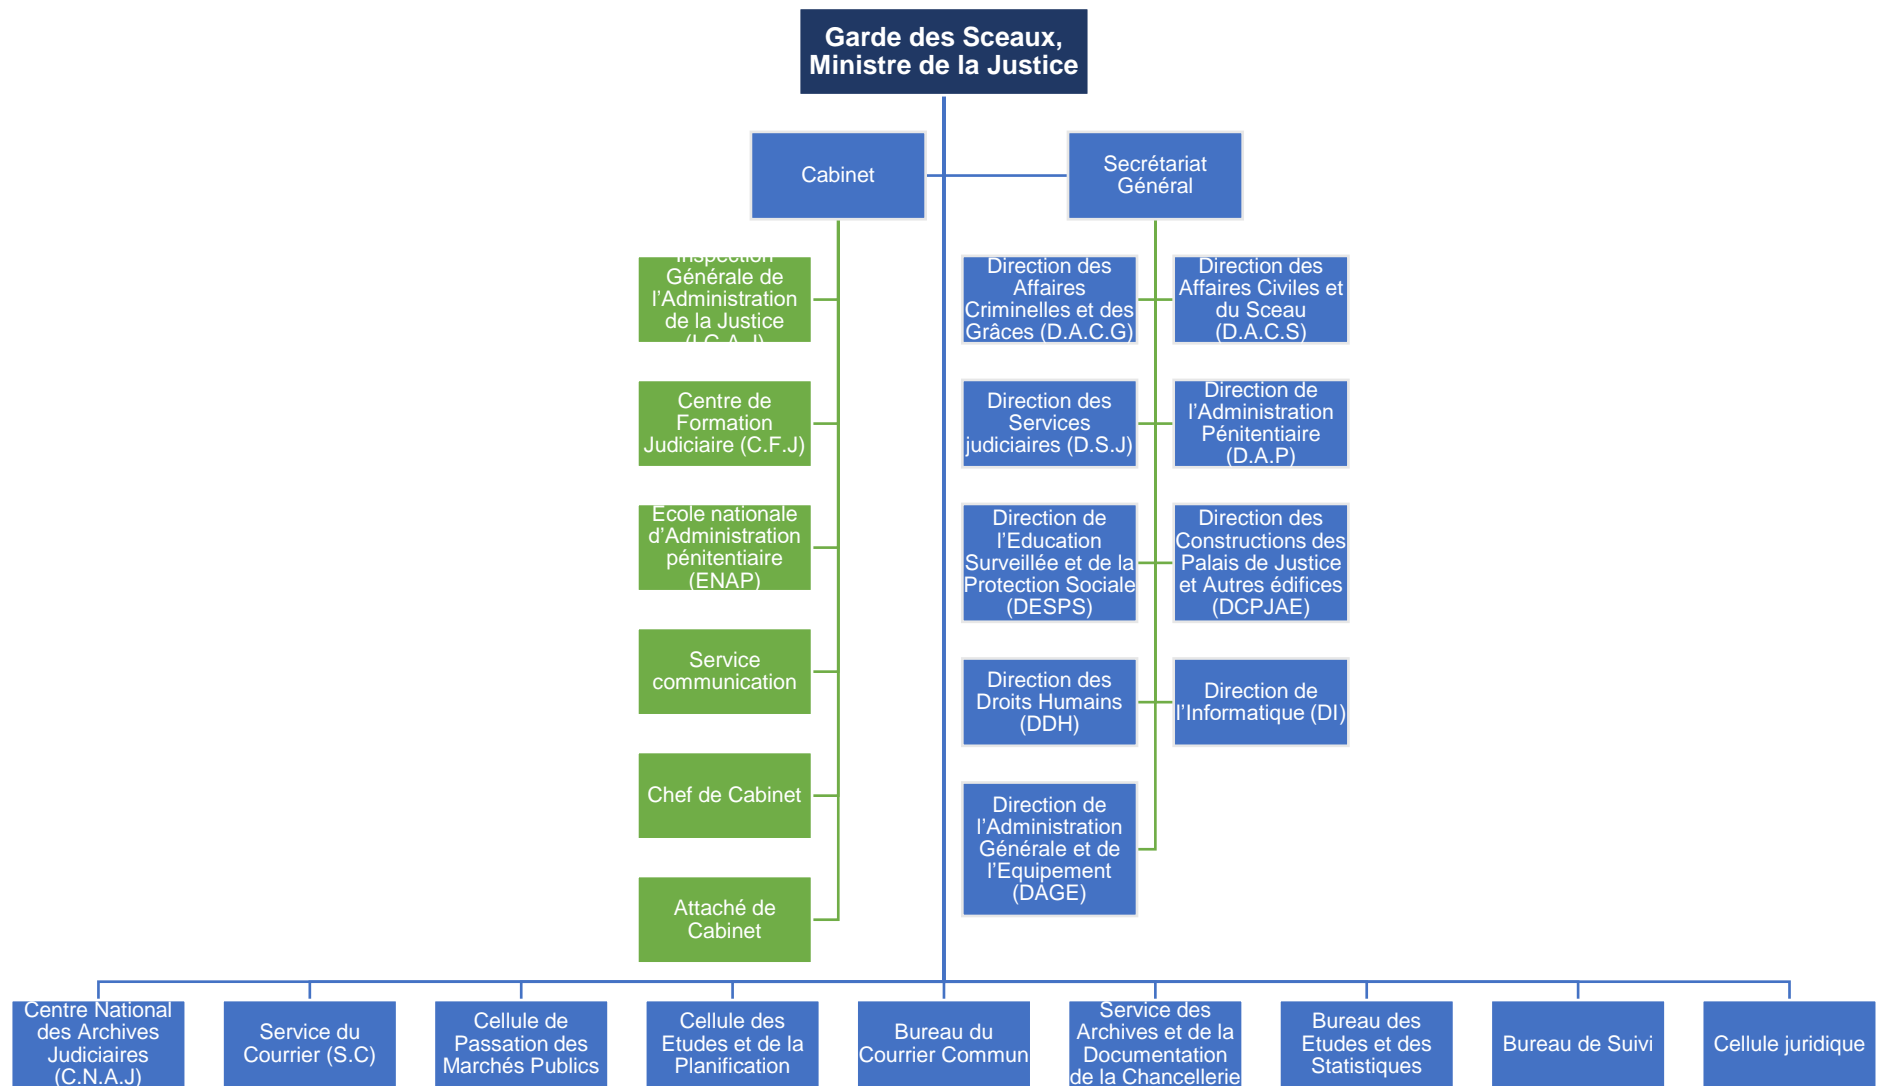 Garde des Sceaux,
Ministre de la Justice
Cabinet
Secrétariat
Général
Inspection
Générale de
l’Administration
de la Justice
(I.G.A.J)
Centre de
Formation
Judiciaire (C.F.J)
Ecole nationale
d’Administration
pénitentiaire
(ENAP)
Service
communication
Chef de Cabinet
Attaché de
Cabinet
Direction des
Affaires
Criminelles et des
Grâces (D.A.C.G)
Direction des
Affaires Civiles et
du Sceau
(D.A.C.S)
Direction des
Services
judiciaires (D.S.J)
Direction de
l’Administration
Pénitentiaire
(D.A.P)
Direction de
l’Education
Surveillée et de la
Protection Sociale
(DESPS)
Direction des
Constructions des
Palais de Justice
et Autres édifices
(DCPJAE)
Direction des
Droits Humains
(DDH)
Direction de
l’Informatique (DI)
Direction de
l’Administration
Générale et de
l’Equipement
(DAGE)
Centre National
des Archives
Judiciaires
(C.N.A.J)
Service du
Courrier (S.C)
Cellule de
Passation des
Marchés Publics
Cellule des
Etudes et de la
Planification
Bureau du
Courrier Commun
Service des
Archives et de la
Documentation
de la Chancellerie
Bureau des
Etudes et des
Statistiques
Bureau de Suivi
Cellule juridique